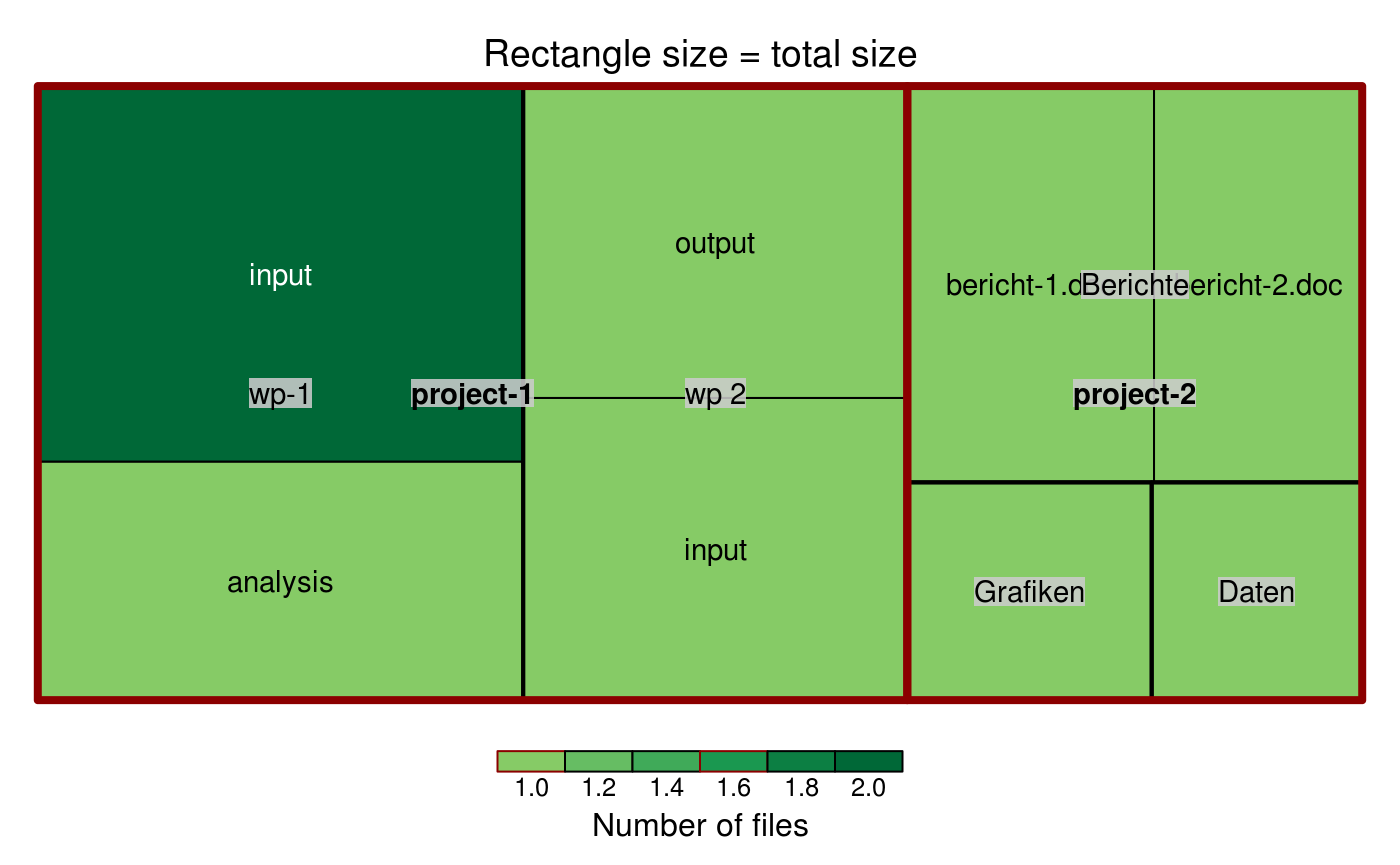 Rectangle size = total size
output
input
bericht-1.d
Berichte
ericht-2.doc
wp-1
project-1
wp 2
project-2
input
analysis
Grafiken
Daten
1.0 1.2 1.4 1.6 1.8 2.0
Number of files